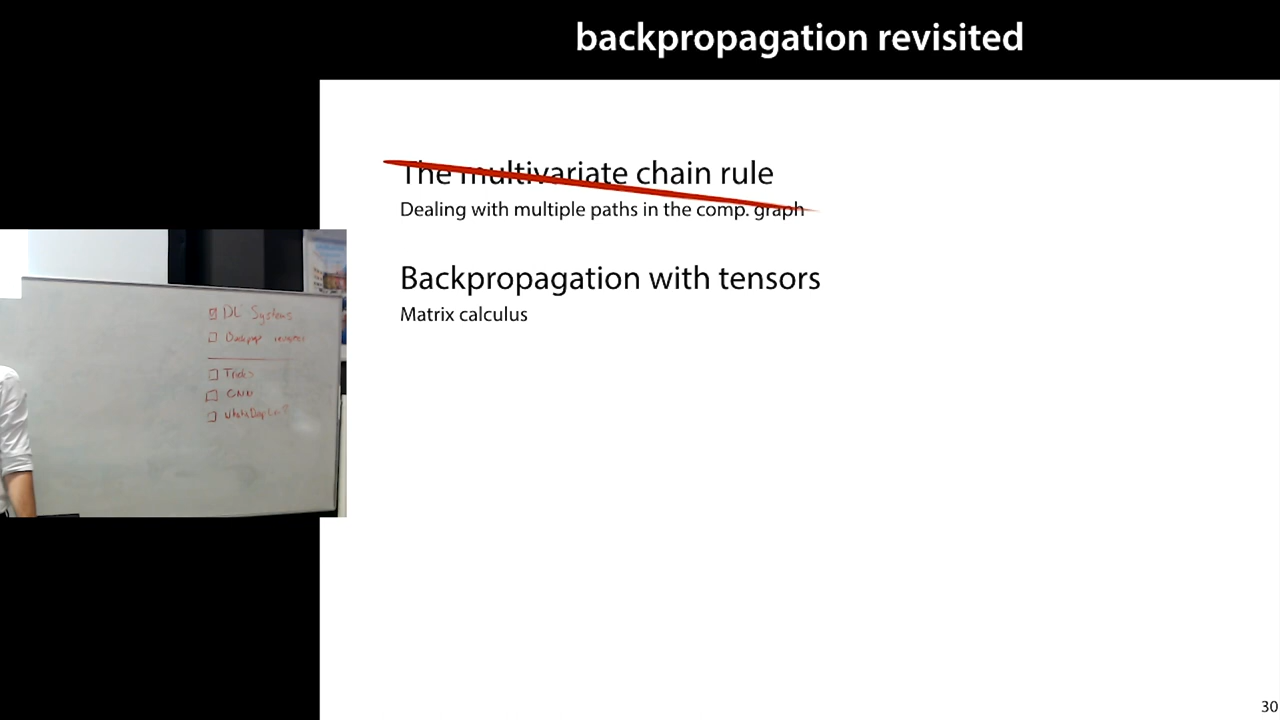 backpropagation revisited
The multivariate chain rule
Dealing with multiple paths in the comp. graph
Backpropagation with tensors
Matrix calculus
DL Systems
Tricks
30